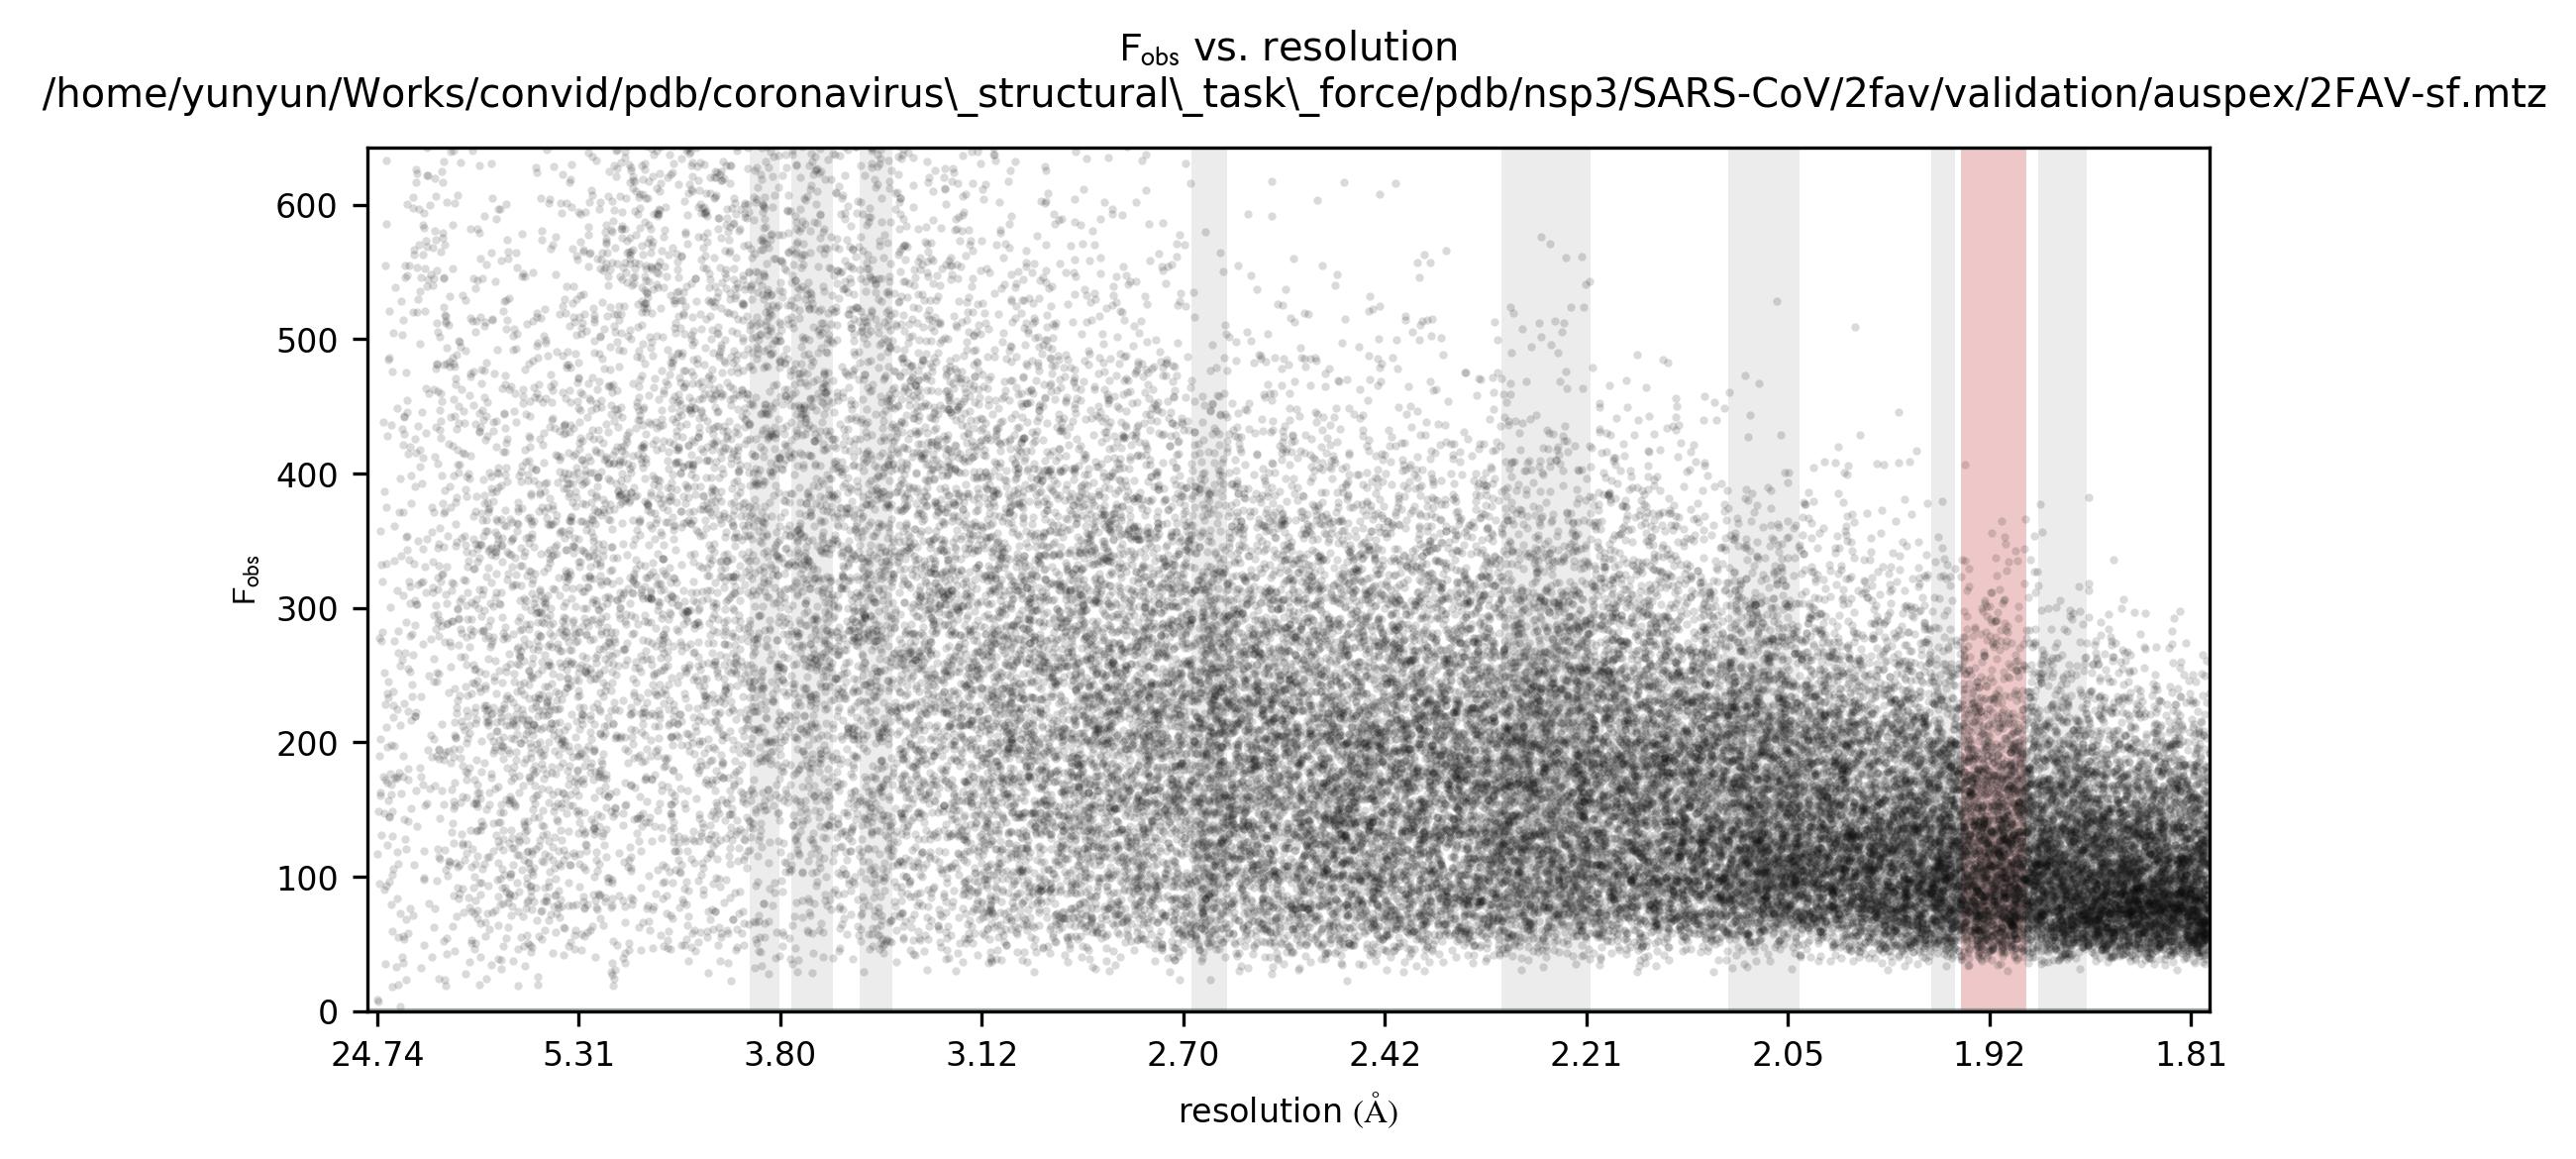 Fobs vs. resolution
/home/yunyun/Works/convid/pdb/coronavirus\_structural\_task\_force/pdb/nsp3/SARS-CoV/2fav/validation/auspex/2FAV-sf.mtz
600
500
400
300
200
100
0
Fobs
24.74 5.31 3.80 3.12 2.70 2.42 2.21 2.05 1.92 1.81
resolution (Å)